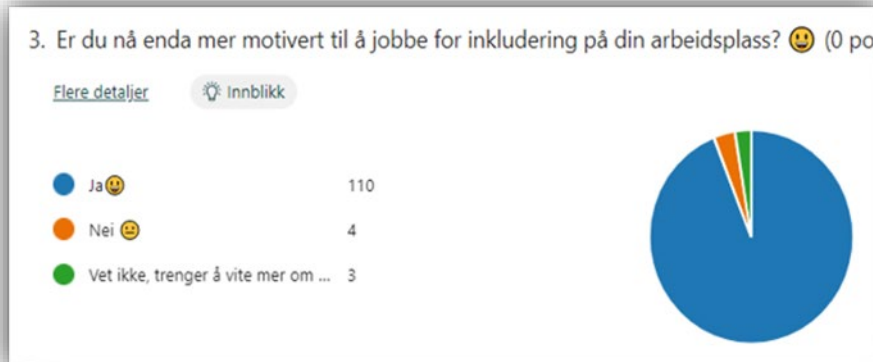 3. Er du nå enda mer motivert til å jobbe for inkludering på din arbeidsplass? 😃 (0 po
Flere detaljer
Innblikk
Ja😃 110
Nei 😐 4
Vet ikke, trenger å vite mer om ... 3